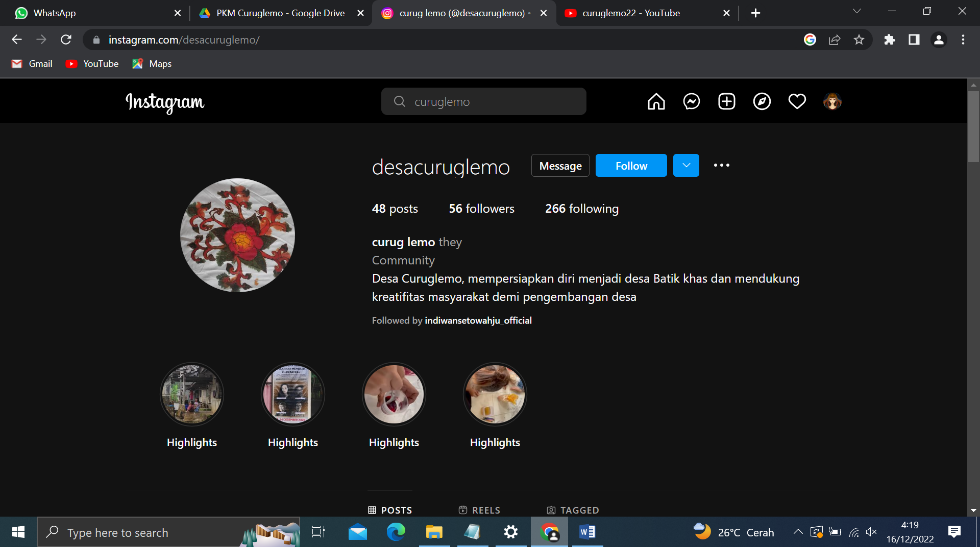 WhatsApp
PKM Curuglemo - Google Drive
curug lemo (@desacuruglemo) •
curuglemo22 - YouTube
instagram.com/desacuruglemo/
Gmail
YouTube
Maps
Instagram
curuglemo
desacuruglemo
Message
Follow
48 posts
56 followers
266 following
curug lemo they
Community
Desa Curuglemo, mempersiapkan diri menjadi desa Batik khas dan mendukung
kreatifitas masyarakat demi pengembangan desa
Followed by indiwansetowahju_official
Highlights
Highlights
Highlights
Highlights
POSTS
REELS
TAGGED
Type here to search
26°C Cerah
4:19
16/12/2022